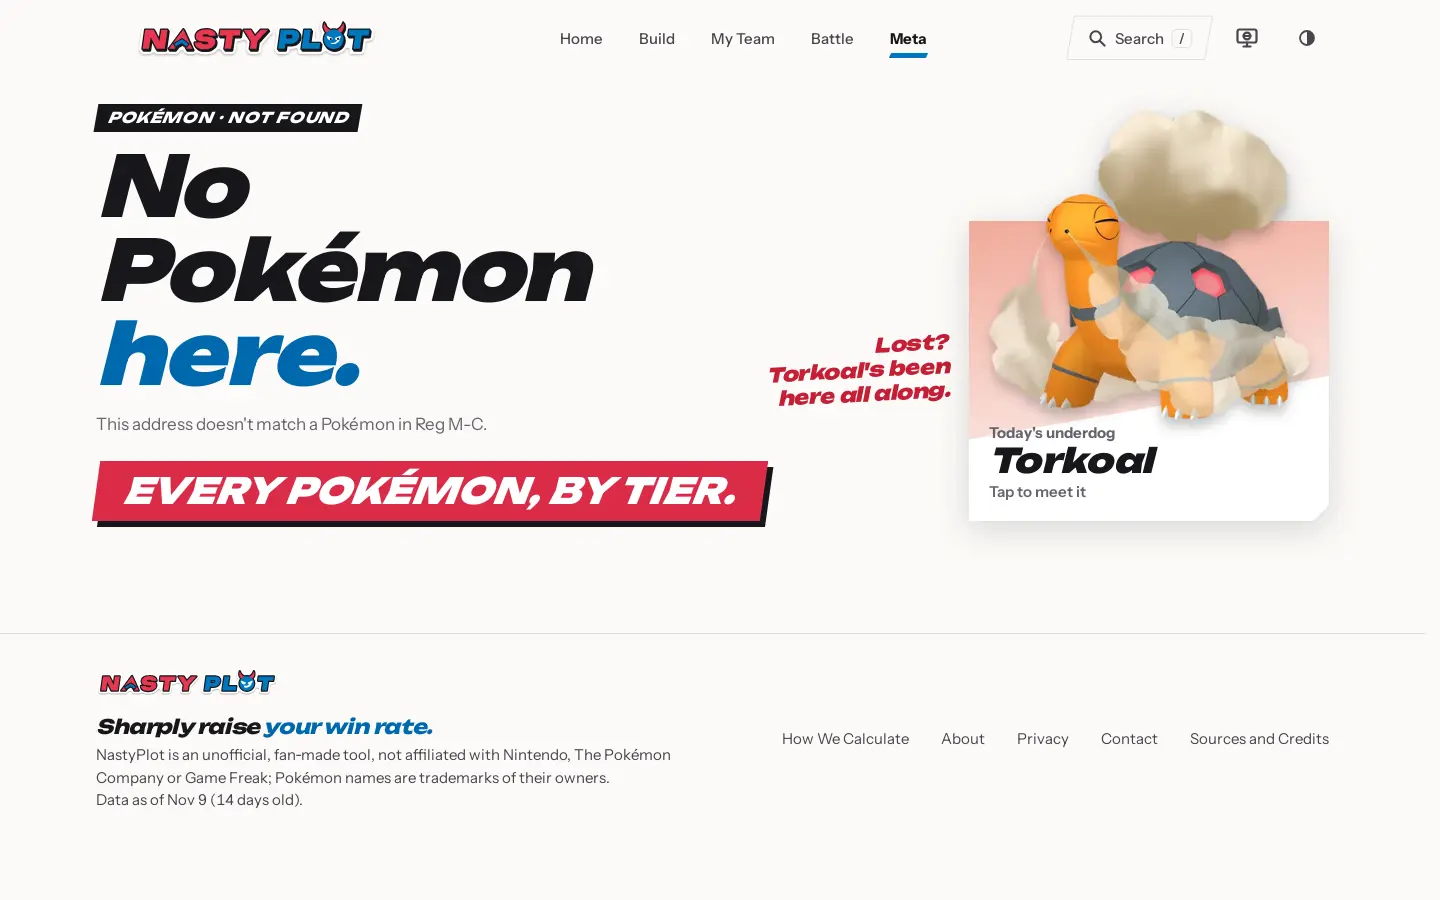 NASTY PLOT
Home
Build
My Team
Battle
Meta
Search /
POKÉMON · NOT FOUND
No
Pokémon
here.
This address doesn't match a Pokémon in Reg M-C.
EVERY POKÉMON, BY TIER.
Lost?
Torkoal's been
here all along.
Today's underdog
Torkoal
Tap to meet it
NASTY PLOT
Sharply raise your win rate.
NastyPlot is an unofficial, fan-made tool, not affiliated with Nintendo, The Pokémon
Company or Game Freak; Pokémon names are trademarks of their owners.
Data as of Nov 9 (14 days old).
How We Calculate
About
Privacy
Contact
Sources and Credits